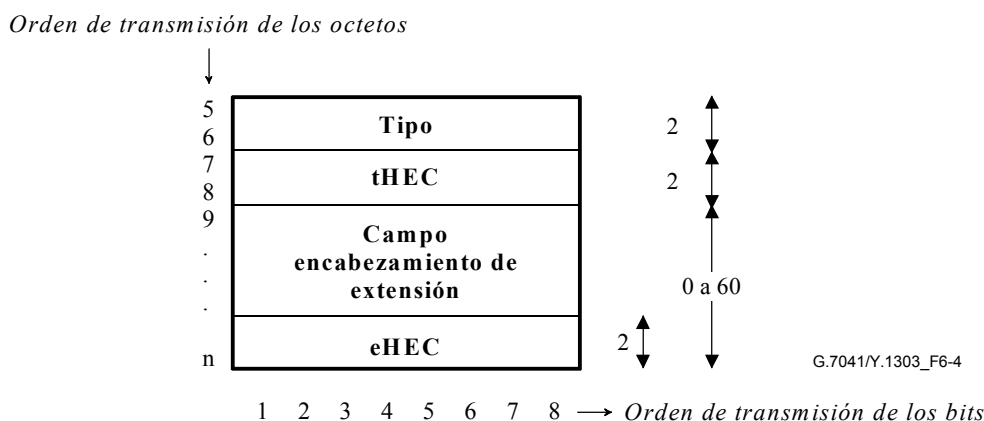 Orden de transmisión de los octetos
5
6
Tipo
2
7
8
tHEC
2
9
.
.
.
Campo
encabezamiento de
extensión
0 a 60
n
eHEC
2
G.7041/Y.1303_F6-4
1 2 3 4 5 6 7 8 → Orden de transmisión de los bits